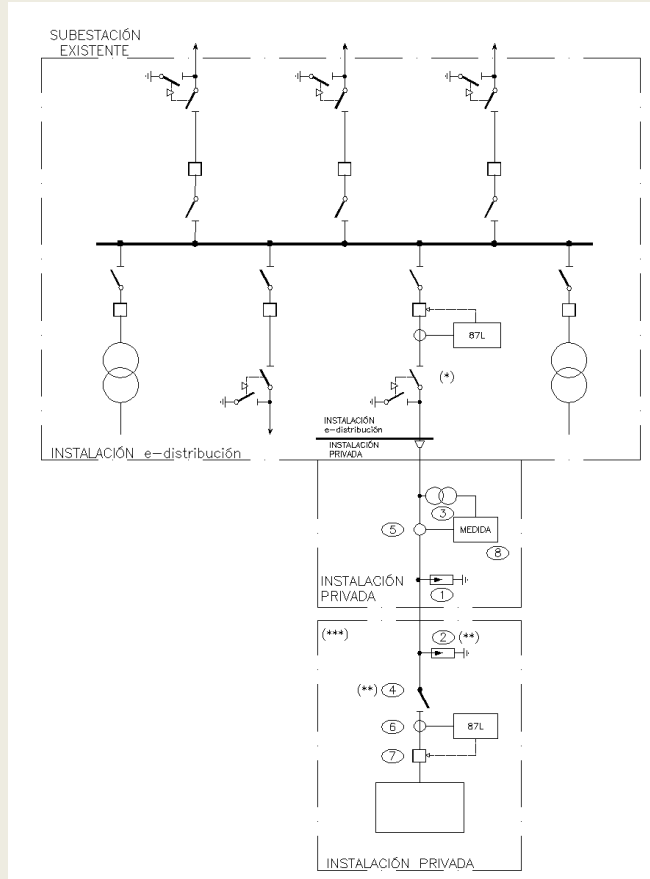 SUBESTACIÓN
EXISTENTE
87L
(*)
INSTALACIÓN
e-distribución
INSTALACIÓN
PRIVADA
INSTALACIÓN e-distribución
3
5
MEDIDA
8
INSTALACIÓN
PRIVADA
1
(***)
2 (**)
(**) 4
6
87L
7
INSTALACIÓN PRIVADA